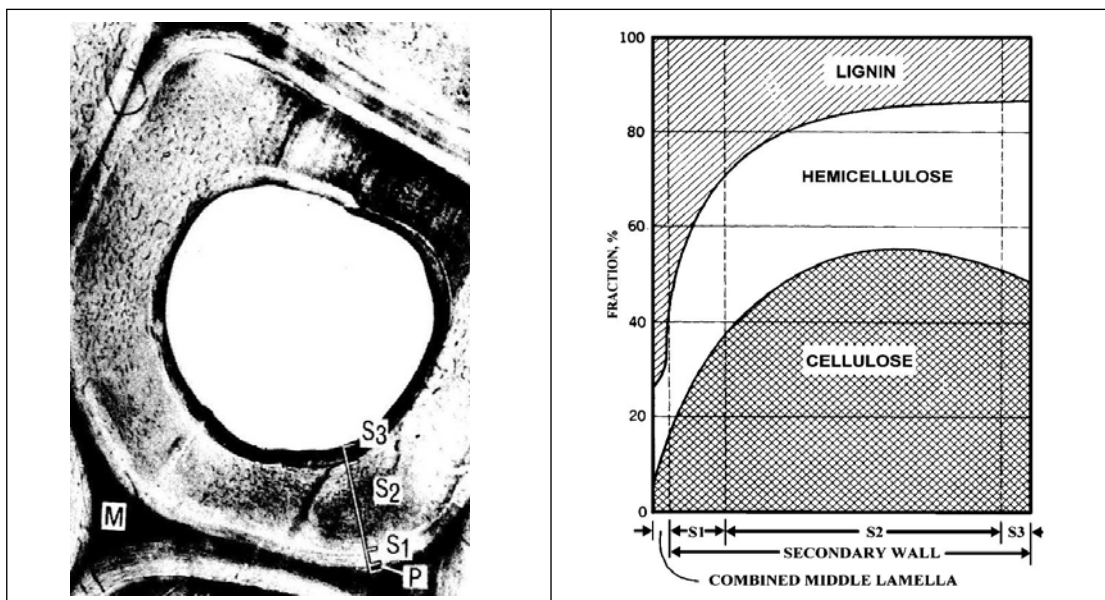 S3
S2
S1
P
M
100
80
60
40
20
0
FRACTION, %
LIGNIN
HEMICELLULOSE
CELLULOSE
S1 S2 S3
SECONDARY WALL
COMBINED MIDDLE LAMELLA